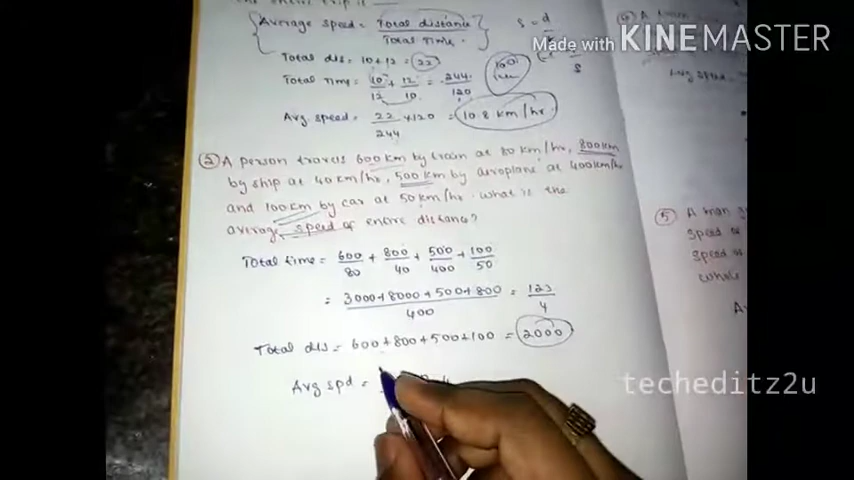 Average speed = Total distance / Total time.
s = d / t
Total dis = 10+12 = 22
Total Time = 10/12 + 12/10 = 244/120
Avg speed = 22/244 × 120 = 10.8 km/hr
② A person travels 600 km by train at 80 km/hr, 800 km
by ship at 40 km/hr, 500 km by aeroplane at 400 km/hr
and 100 km by car at 50 km/hr. what is the
average speed of entire distance?
Total time = 600/80 + 800/40 + 500/400 + 100/50
= 3000+8000+500+800 / 400 = 123/4
Total dis = 600+800+500+100 = 2000
Avg spd =
Made with KINEMASTER
Avg speed
⑤ A man
speed
speed
whole
techeditz2u